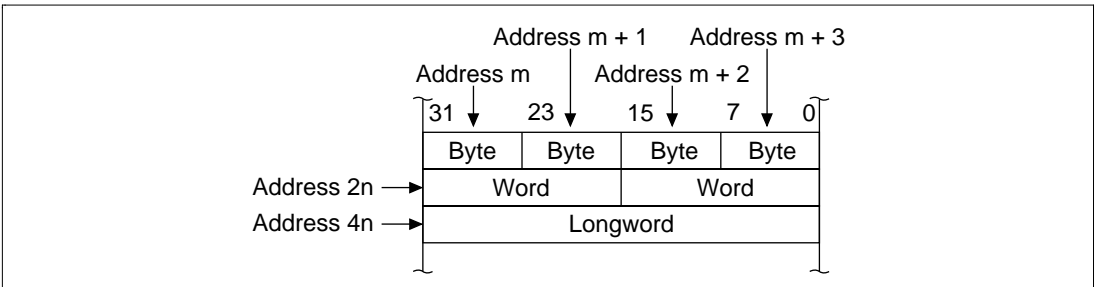 Address m + 1 Address m + 3
Address m Address m + 2
31 23 15 7 0
Byte Byte Byte Byte
Address 2n Word Word
Address 4n Longword